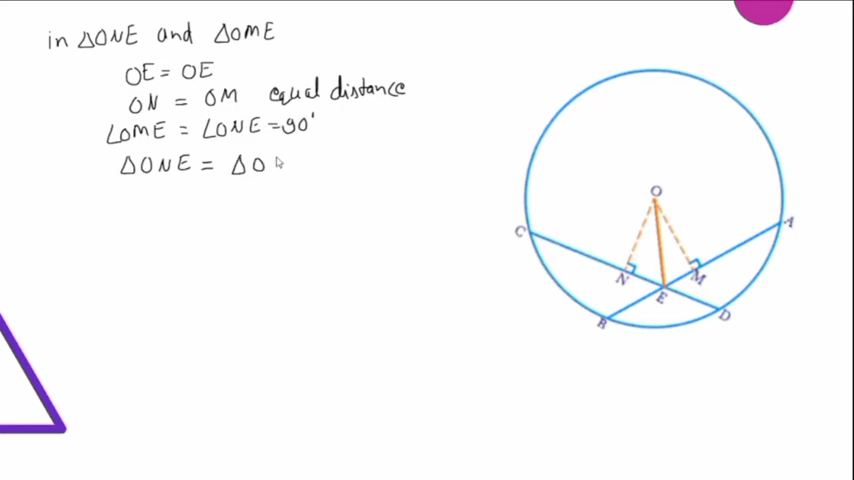 in ΔONE and ΔOME
OE = OE
ON = OM equal distance
∠OME = ∠ONE = 90'
ΔONE = ΔO
O
C
A
N
M
E
B
D